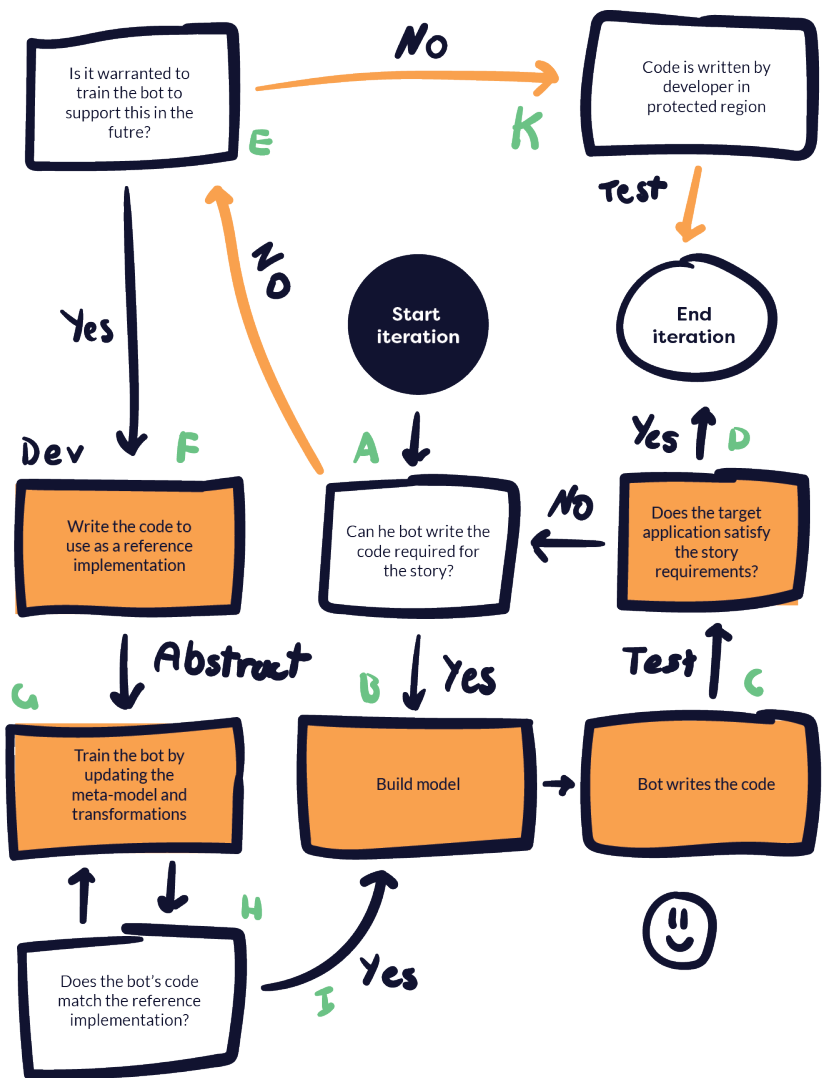 No
Is it warranted to
train the bot to
support this in the
futre?
E
K
Code is written by
developer in
protected region
Test
No
Start
iteration
End
iteration
Yes
Dev
F
A
Yes
D
Write the code to
use as a reference
implementation
Can he bot write the
code required for
the story?
No
Does the target
application satisfy
the story
requirements?
Abstract
G
B
Yes
Test
C
Train the bot by
updating the
meta-model and
transformations
Build model
Bot writes the code
H
Does the bot's code
match the reference
implementation?
I
Yes